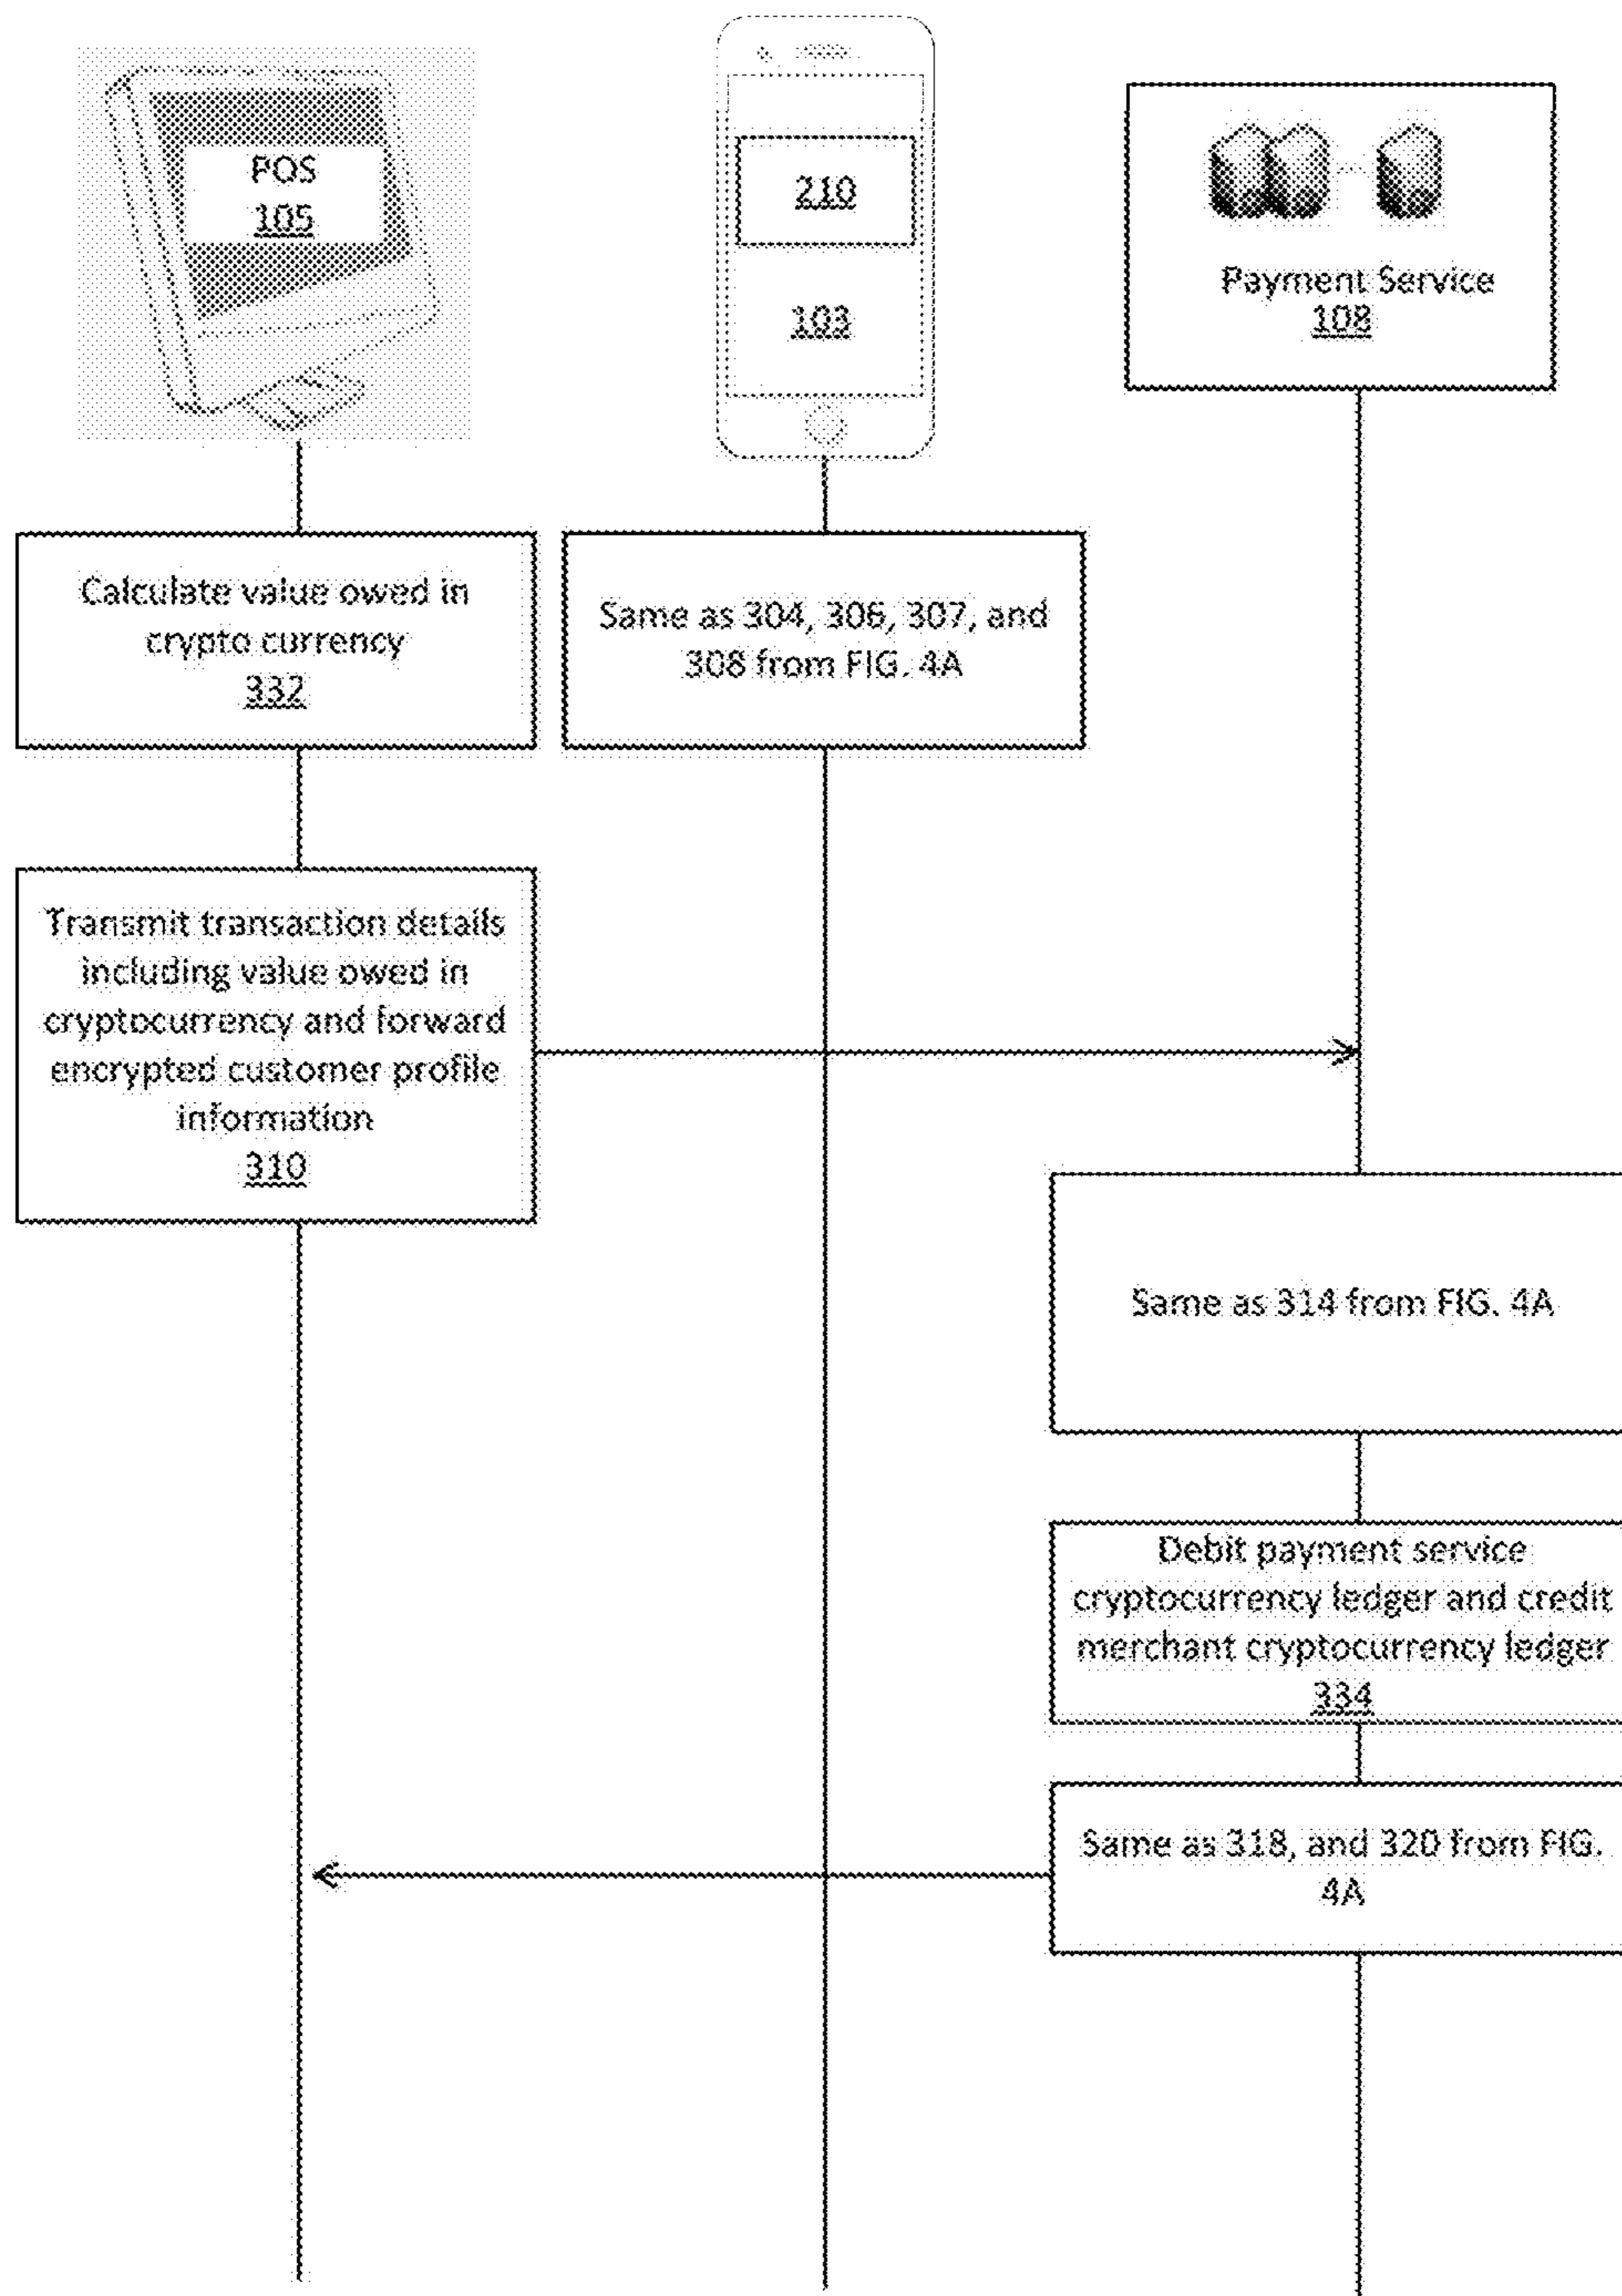 POS
105
210
103
Payment Service
108
Calculate value owed in
crypto currency
332
Same as 304, 306, 307, and
308 from FIG. 4A
Transmit transaction details
including value owed in
cryptocurrency and forward
encrypted customer profile
information
310
Same as 314 from FIG. 4A
Debit payment service
cryptocurrency ledger and credit
merchant cryptocurrency ledger
334
Same as 318, and 320 from FIG.
4A